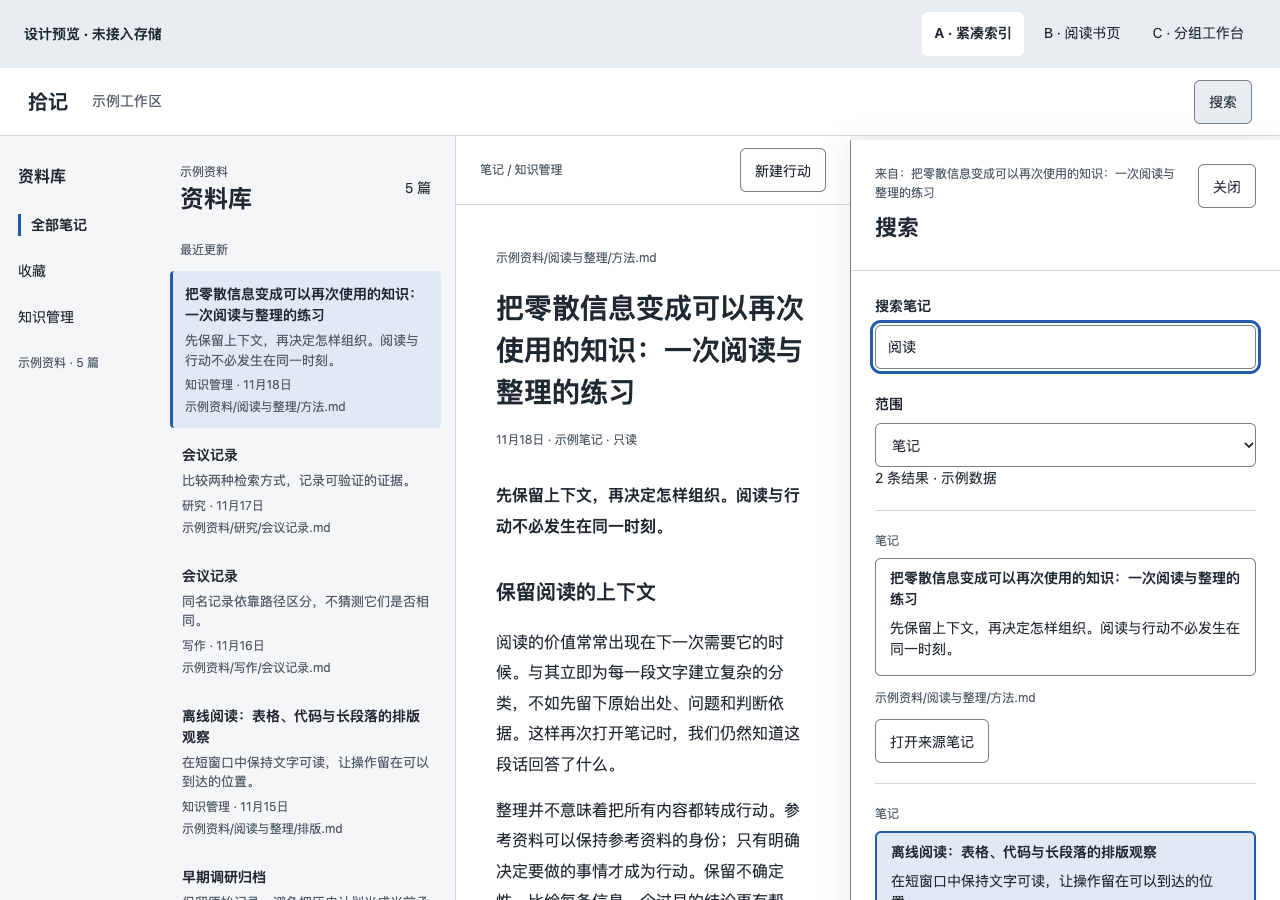 设计预览 · 未接入存储
A · 紧凑索引
B · 阅读书页
C · 分组工作台
拾记
示例工作区
搜索
资料库
全部笔记
收藏
知识管理
示例资料 · 5 篇
示例资料
资料库
5 篇
最近更新
把零散信息变成可以再次使用的知识：
一次阅读与整理的练习
先保留上下文，再决定怎样组织。阅读与
行动不必发生在同一时刻。
知识管理 · 11月18日
示例资料/阅读与整理/方法.md
会议记录
比较两种检索方式，记录可验证的证据。
研究 · 11月17日
示例资料/研究/会议记录.md
会议记录
同名记录依靠路径区分，不猜测它们是否相
同。
写作 · 11月16日
示例资料/写作/会议记录.md
离线阅读：表格、代码与长段落的排版
观察
在短窗口中保持文字可读，让操作留在可以
到达的位置。
知识管理 · 11月15日
示例资料/阅读与整理/排版.md
早期调研归档
笔记 / 知识管理
新建行动
示例资料/阅读与整理/方法.md
把零散信息变成可以再次
使用的知识：一次阅读与
整理的练习
11月18日 · 示例笔记 · 只读
先保留上下文，再决定怎样组织。阅读与行
动不必发生在同一时刻。
保留阅读的上下文
阅读的价值常常出现在下一次需要它的时
候。与其立即为每一段文字建立复杂的分
类，不如先留下原始出处、问题和判断依
据。这样再次打开笔记时，我们仍然知道这
段话回答了什么。
整理并不意味着把所有内容都转成行动。参
考资料可以保持参考资料的身份；只有明确
决定要做的事情才成为行动。保留不确定
来自：把零散信息变成可以再次使用的知识：一次阅读与
整理的练习
搜索
关闭
搜索笔记
阅读
范围
笔记
2 条结果 · 示例数据
笔记
把零散信息变成可以再次使用的知识：一次阅读与整理的
练习
先保留上下文，再决定怎样组织。阅读与行动不必发生在
同一时刻。
示例资料/阅读与整理/方法.md
打开来源笔记
笔记
离线阅读：表格、代码与长段落的排版观察
在短窗口中保持文字可读，让操作留在可以到达的位